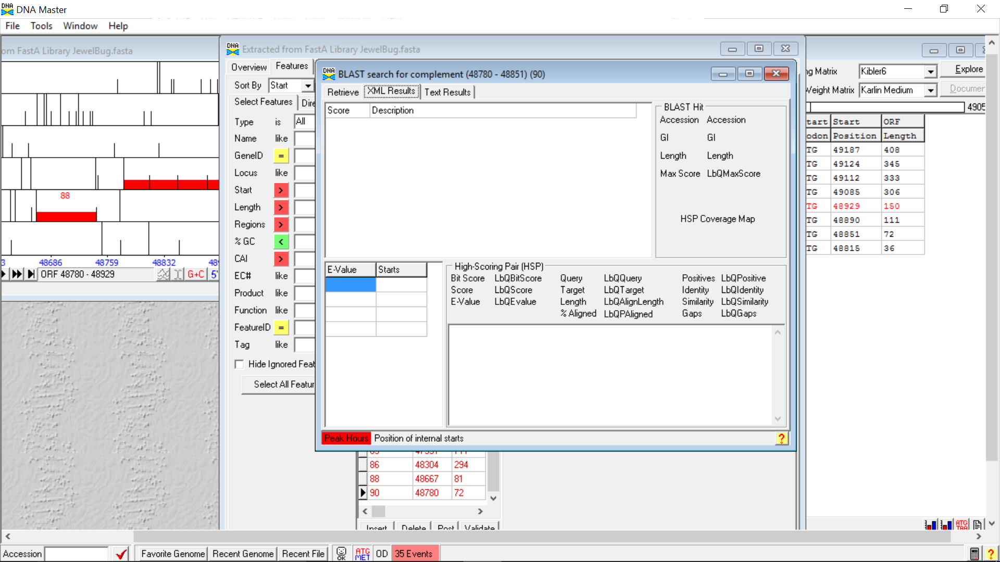 DNA Master
File Tools Window Help
om FastA Library JewelBug.fasta
88
48686 48759 48832
ORF 48780 - 48929
G+C 5'
Extracted from FastA Library JewelBug.fasta
Overview Features
Sort By Start
Select Features Dire
Type is All
Name like
GeneID =
Locus like
Start >
Length >
Regions >
% GC <
CAI >
EC# like
Product like
Function like
FeatureID =
Tag like
Hide Ignored Feat
Select All Featur
BLAST search for complement (48780 - 48851) (90)
Retrieve XML Results Text Results
Score Description
BLAST Hit
Accession Accession
GI GI
Length Length
Max Score LbQMaxScore
HSP Coverage Map
E-Value Starts
High-Scoring Pair (HSP)
Bit Score LbQBitScore Query LbQQuery Positives LbQPositive
Score LbQScore Target LbQTarget Identity LbQIdentity
E-Value LbQEvalue Length LbQAlignLength Similarity LbQSimilarity
% Aligned LbQPAligned Gaps LbQGaps
Peak Hours Position of internal starts ?
86 48304 294
88 48667 81
90 48780 72
Insert Delete Post Validate
ng Matrix Kibler6 Explore
Weight Matrix Karlin Medium Documen
4905
tart Start ORF
odon Position Length
TG 49187 408
TG 49124 345
TG 49112 333
TG 49085 306
TG 48929 150
TG 48890 111
TG 48851 72
TG 48815 36
ATG
TAA
Accession Favorite Genome Recent Genome Recent File OK ATG MET OD 35 Events ?